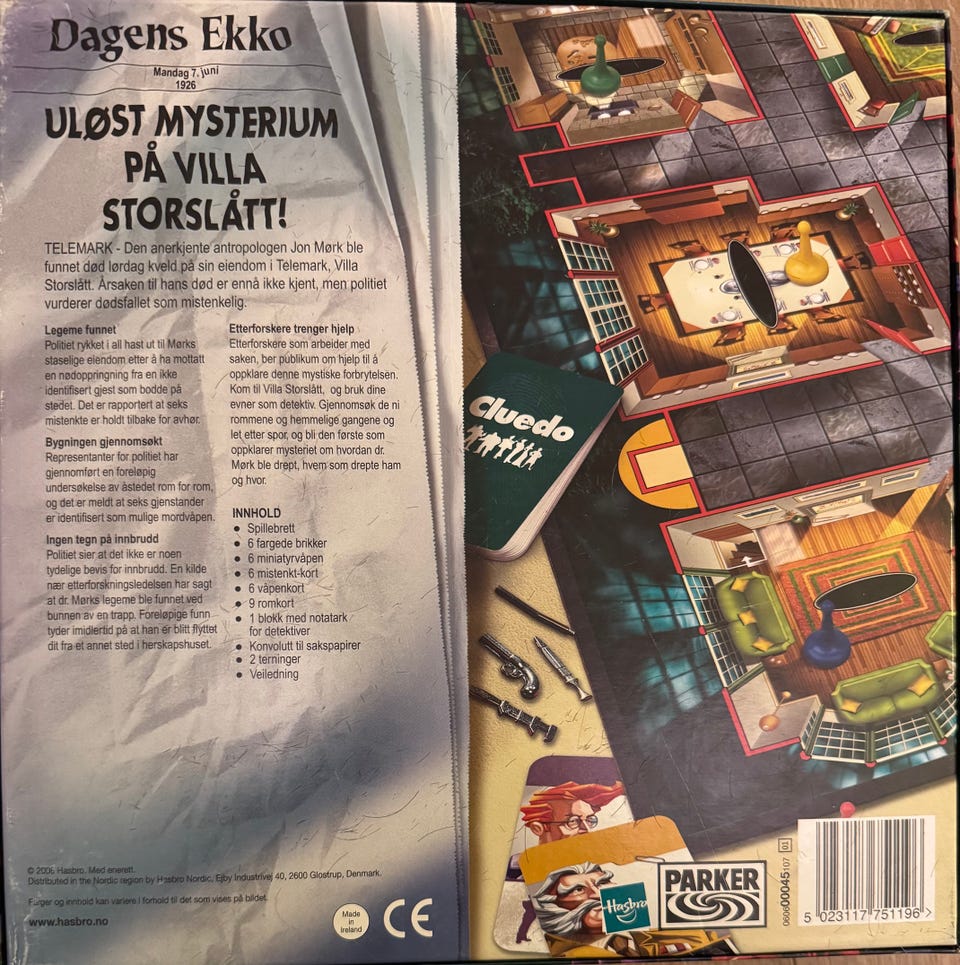 Dagens Ekko
Mandag 7. juni
1926
ULØST MYSTERIUM
PÅ VILLA
STORSLÅTT!
TELEMARK - Den anerkjente antropologen Jon Mørk ble
funnet død lørdag kveld på sin eiendom i Telemark, Villa
Storslått. Årsaken til hans død er ennå ikke kjent, men politiet
vurderer dødsfallet som mistenkelig.
Legeme funnet
Politiet rykket i all hast ut til Mørks
staselige eiendom etter å ha mottatt
en nødoppringning fra en ikke
identifisert gjest som bodde på
stedet. Det er rapportert at seks
mistenkte er holdt tilbake for avhør.
Bygningen gjennomsøkt
Representanter for politiet har
gjennomført en foreløpig
undersøkelse av åstedet rom for rom,
og det er meldt at seks gjenstander
er identifisert som mulige mordvåpen.
Ingen tegn på innbrudd
Politiet sier at det ikke er noen
tydelige bevis for innbrudd. En kilde
nær etterforskningsledelsen har sagt
at dr. Mørks legeme ble funnet ved
bunnen av en trapp. Foreløpige funn
tyder imidlertid på at han er blitt flyttet
dit fra et annet sted i herskapshuset.
Etterforskere trenger hjelp
Etterforskere som arbeider med
saken, ber publikum om hjelp til å
oppklare denne mystiske forbrytelsen.
Kom til Villa Storslått, og bruk dine
evner som detektiv. Gjennomsøk de ni
rommene og hemmelige gangene og
let etter spor, og bli den første som
oppklarer mysteriet om hvordan dr.
Mørk ble drept, hvem som drepte ham
og hvor.
INNHOLD
• Spillebrett
• 6 fargede brikker
• 6 miniatyrvåpen
• 6 mistenkt-kort
• 6 våpenkort
• 9 romkort
• 1 blokk med notatark
for detektiver
• Konvolutt til sakspapirer
• 2 terninger
• Veiledning
Cluedo
© 2006 Hasbro. Med enerett.
Distributed in the Nordic region by Hasbro Nordic, Ejby Industrivej 40, 2600 Glostrup, Denmark.
Farger og innhold kan variere i forhold til det som vises på bildet.
www.hasbro.no
Made
in
Ireland
CE
Hasbro
PARKER
060600045107 01
5 023117 751196 >